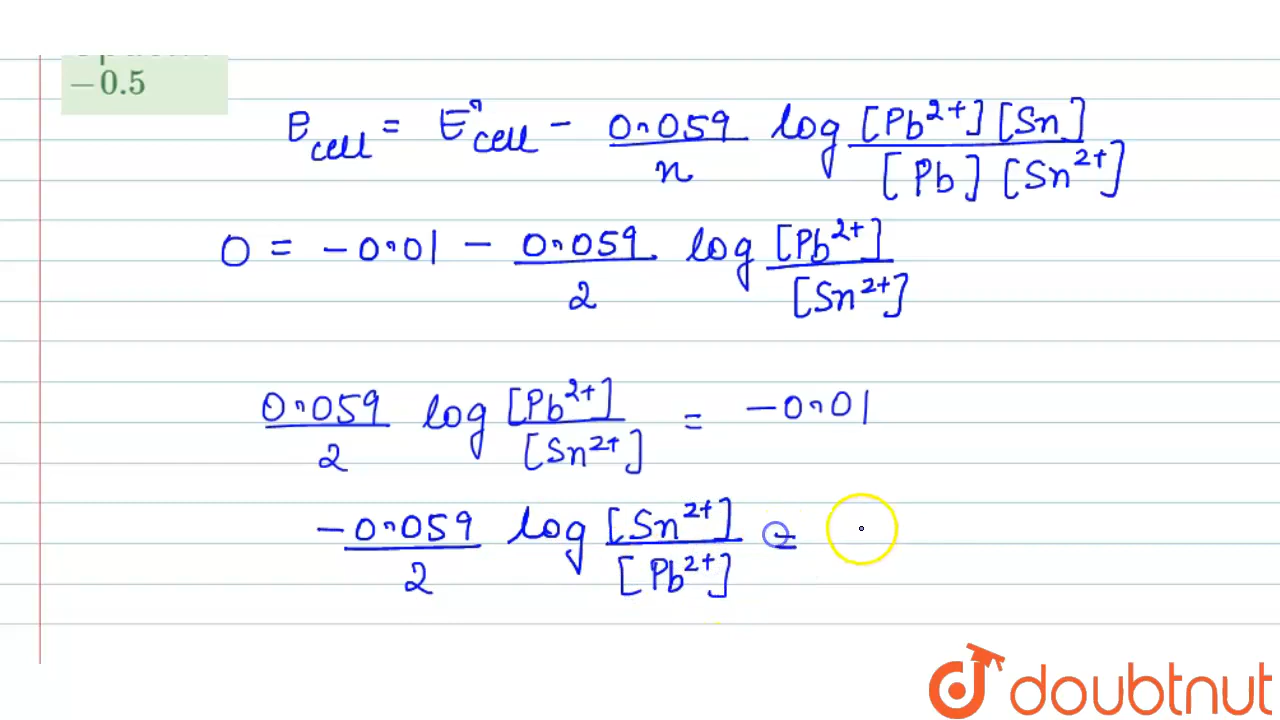 −0.5
E_cell = E°_cell − 0.059/n log [Pb²⁺][Sn]/[Pb][Sn²⁺]
0 = −0.01 − 0.059/2 log [Pb²⁺]/[Sn²⁺]
0.059/2 log [Pb²⁺]/[Sn²⁺] = −0.01
−0.059/2 log [Sn²⁺]/[Pb²⁺] =
doubtnut